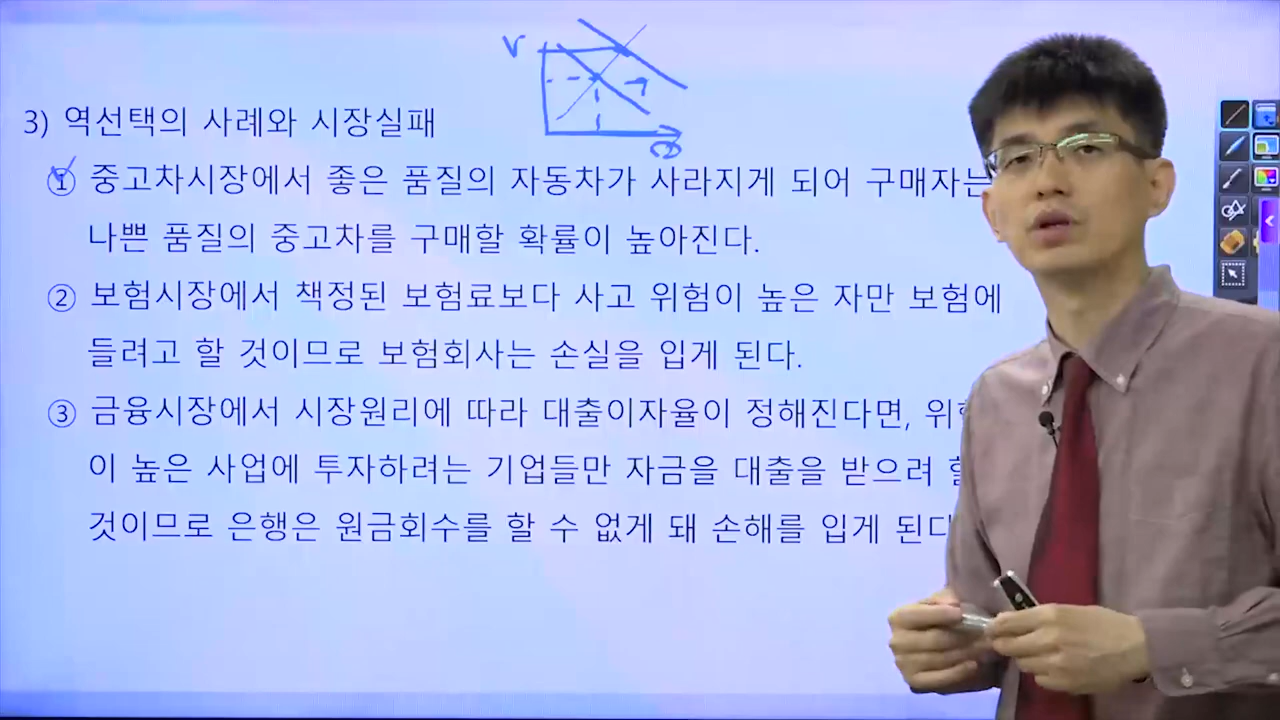 r
3) 역선택의 사례와 시장실패
① 중고차시장에서 좋은 품질의 자동차가 사라지게 되어 구매자는
나쁜 품질의 중고차를 구매할 확률이 높아진다.
② 보험시장에서 책정된 보험료보다 사고 위험이 높은 자만 보험에
들려고 할 것이므로 보험회사는 손실을 입게 된다.
③ 금융시장에서 시장원리에 따라 대출이자율이 정해진다면,
이 높은 사업에 투자하려는 기업들만 자금을 대출을 받으려
것이므로 은행은 원금회수를 할 수 없게 돼 손해를 입게 된다